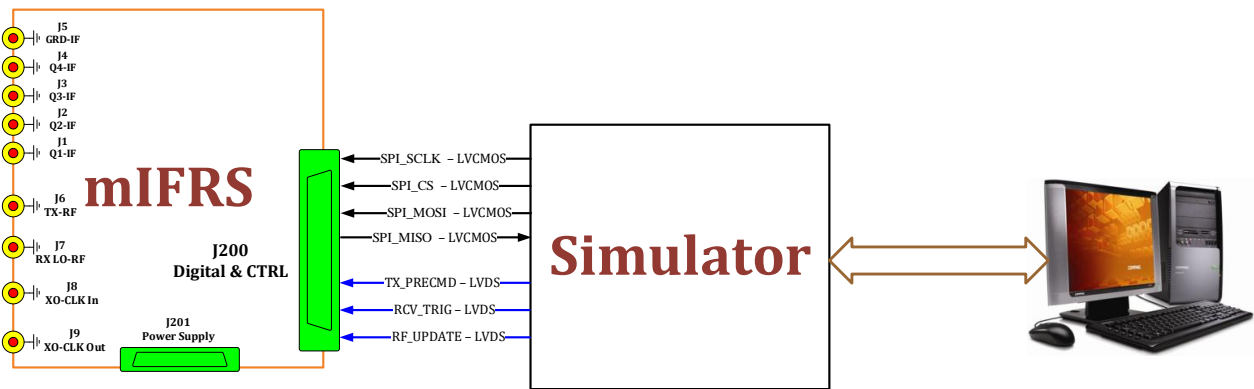 J5
GRD-IF
J4
Q4-IF
J3
Q3-IF
J2
Q2-IF
J1
Q1-IF
J6
TX-RF
J7
RX LO-RF
J8
XO-CLK In
J9
XO-CLK Out
mIFRS
J200
Digital & CTRL
J201
Power Supply
SPI_SCLK – LVCMOS
SPI_CS – LVCMOS
SPI_MOSI – LVCMOS
SPI_MISO – LVCMOS
TX_PRECMD – LVDS
RCV_TRIG – LVDS
RF_UPDATE – LVDS
Simulator